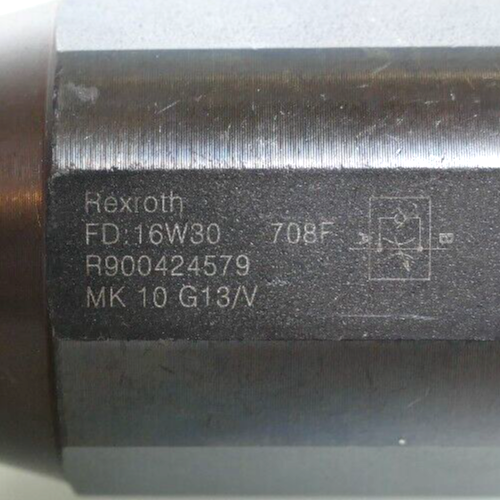 Rexroth
FD:16W30 708F
R900424579
MK 10 G13/V
A B